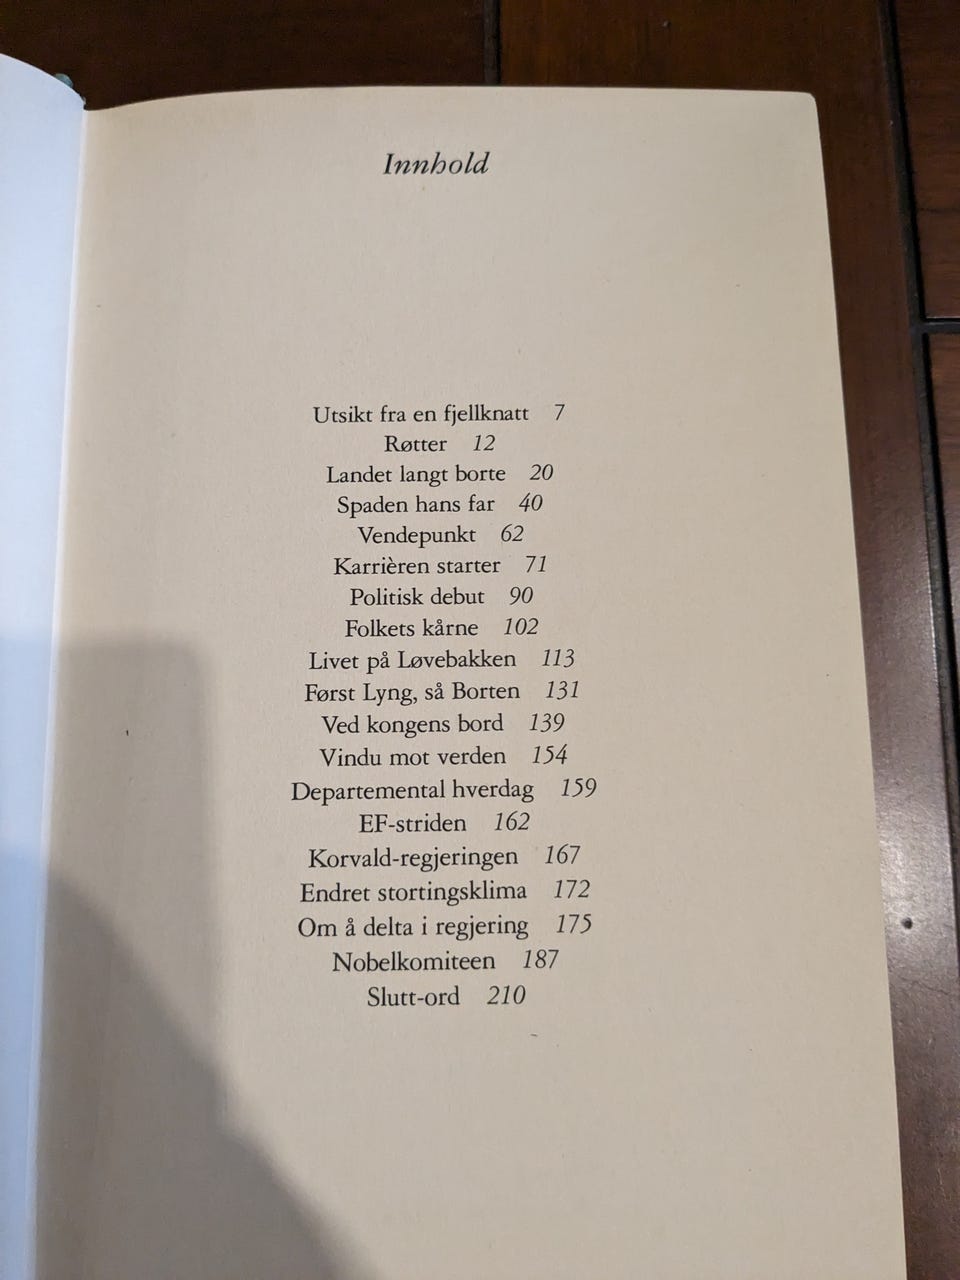 Innhold
Utsikt fra en fjellknatt 7
Røtter 12
Landet langt borte 20
Spaden hans far 40
Vendepunkt 62
Karrièren starter 71
Politisk debut 90
Folkets kårne 102
Livet på Løvebakken 113
Først Lyng, så Borten 131
Ved kongens bord 139
Vindu mot verden 154
Departemental hverdag 159
EF-striden 162
Korvald-regjeringen 167
Endret stortingsklima 172
Om å delta i regjering 175
Nobelkomiteen 187
Slutt-ord 210